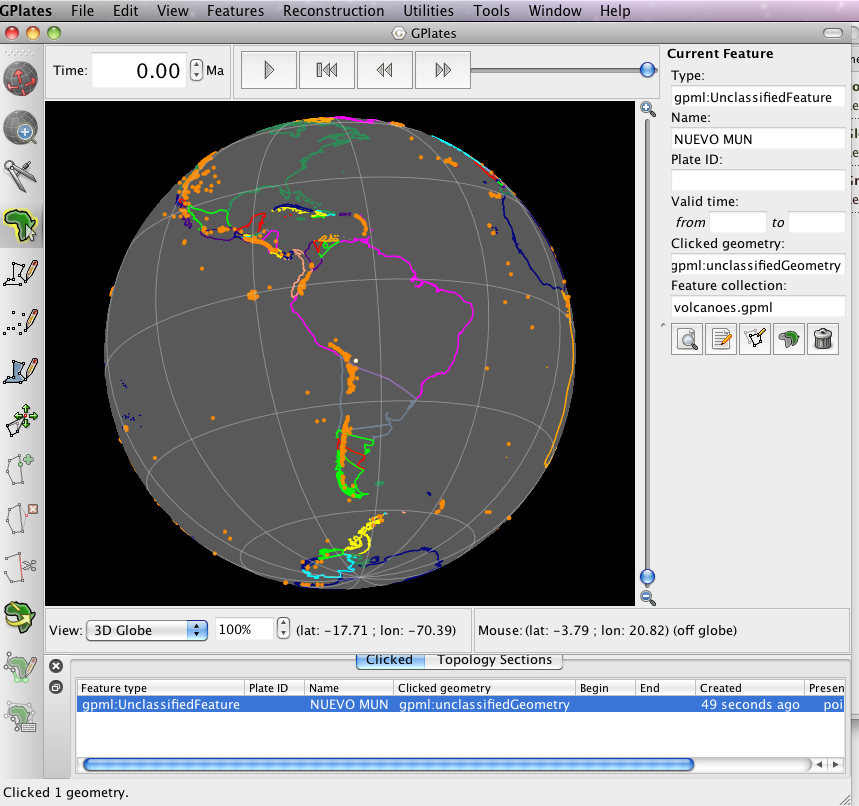 GPlates File Edit View Features Reconstruction Utilities Tools Window Help
GPlates
Time: 0.00 Ma
Current Feature
Type:
gpml:UnclassifiedFeature
Name:
NUEVO MUN
Plate ID:
Valid time:
from to
Clicked geometry:
gpml:unclassifiedGeometry
Feature collection:
volcanoes.gpml
View: 3D Globe 100% (lat: -17.71 ; lon: -70.39) Mouse: (lat: -3.79 ; lon: 20.82) (off globe)
Clicked Topology Sections
Feature type Plate ID Name Clicked geometry Begin End Created Presen
gpml:UnclassifiedFeature NUEVO MUN gpml:unclassifiedGeometry 49 seconds ago poi
Clicked 1 geometry.